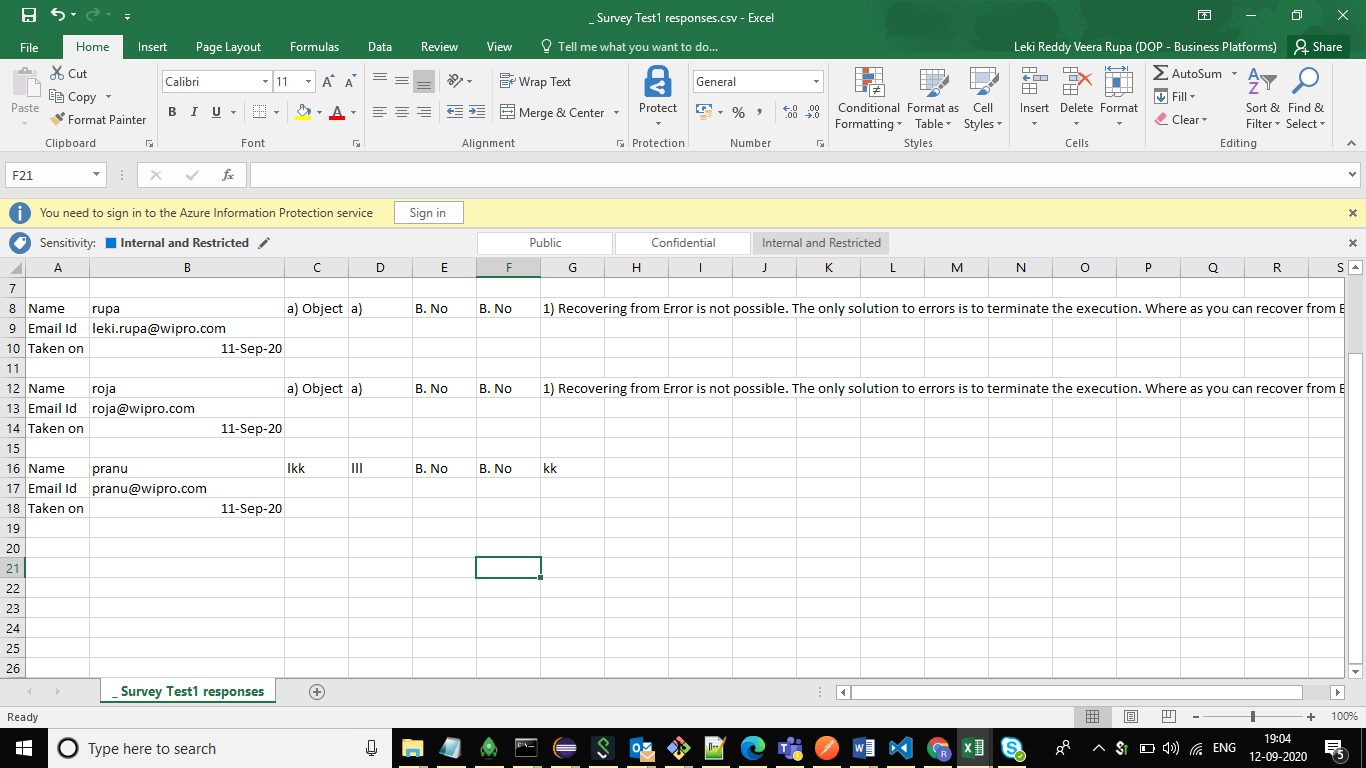 _ Survey Test1 responses.csv - Excel
File Home Insert Page Layout Formulas Data Review View Tell me what you want to do... Leki Reddy Veera Rupa (DOP - Business Platforms) Share
Paste
Cut
Copy
Format Painter
Clipboard
Calibri 11
B I U
Font
Wrap Text
Merge & Center
Alignment
Protect
Protection
General
%
Number
Conditional Formatting
Format as Table
Cell Styles
Styles
Insert Delete Format
Cells
AutoSum
Fill
Clear
Sort & Filter
Find & Select
Editing
F21 fx
You need to sign in to the Azure Information Protection service Sign in
Sensitivity: Internal and Restricted Public Confidential Internal and Restricted
A B C D E F G H I J K L M N O P Q R S
7
8 Name rupa a) Object a) B. No B. No 1) Recovering from Error is not possible. The only solution to errors is to terminate the execution. Where as you can recover from E
9 Email Id leki.rupa@wipro.com
10 Taken on 11-Sep-20
11
12 Name roja a) Object a) B. No B. No 1) Recovering from Error is not possible. The only solution to errors is to terminate the execution. Where as you can recover from E
13 Email Id roja@wipro.com
14 Taken on 11-Sep-20
15
16 Name pranu B. No B. No kk
17 Email Id pranu@wipro.com
18 Taken on 11-Sep-20
19
20
21
22
23
24
25
26
_ Survey Test1 responses
Ready 100%
Type here to search ENG 19:04
12-09-2020 5